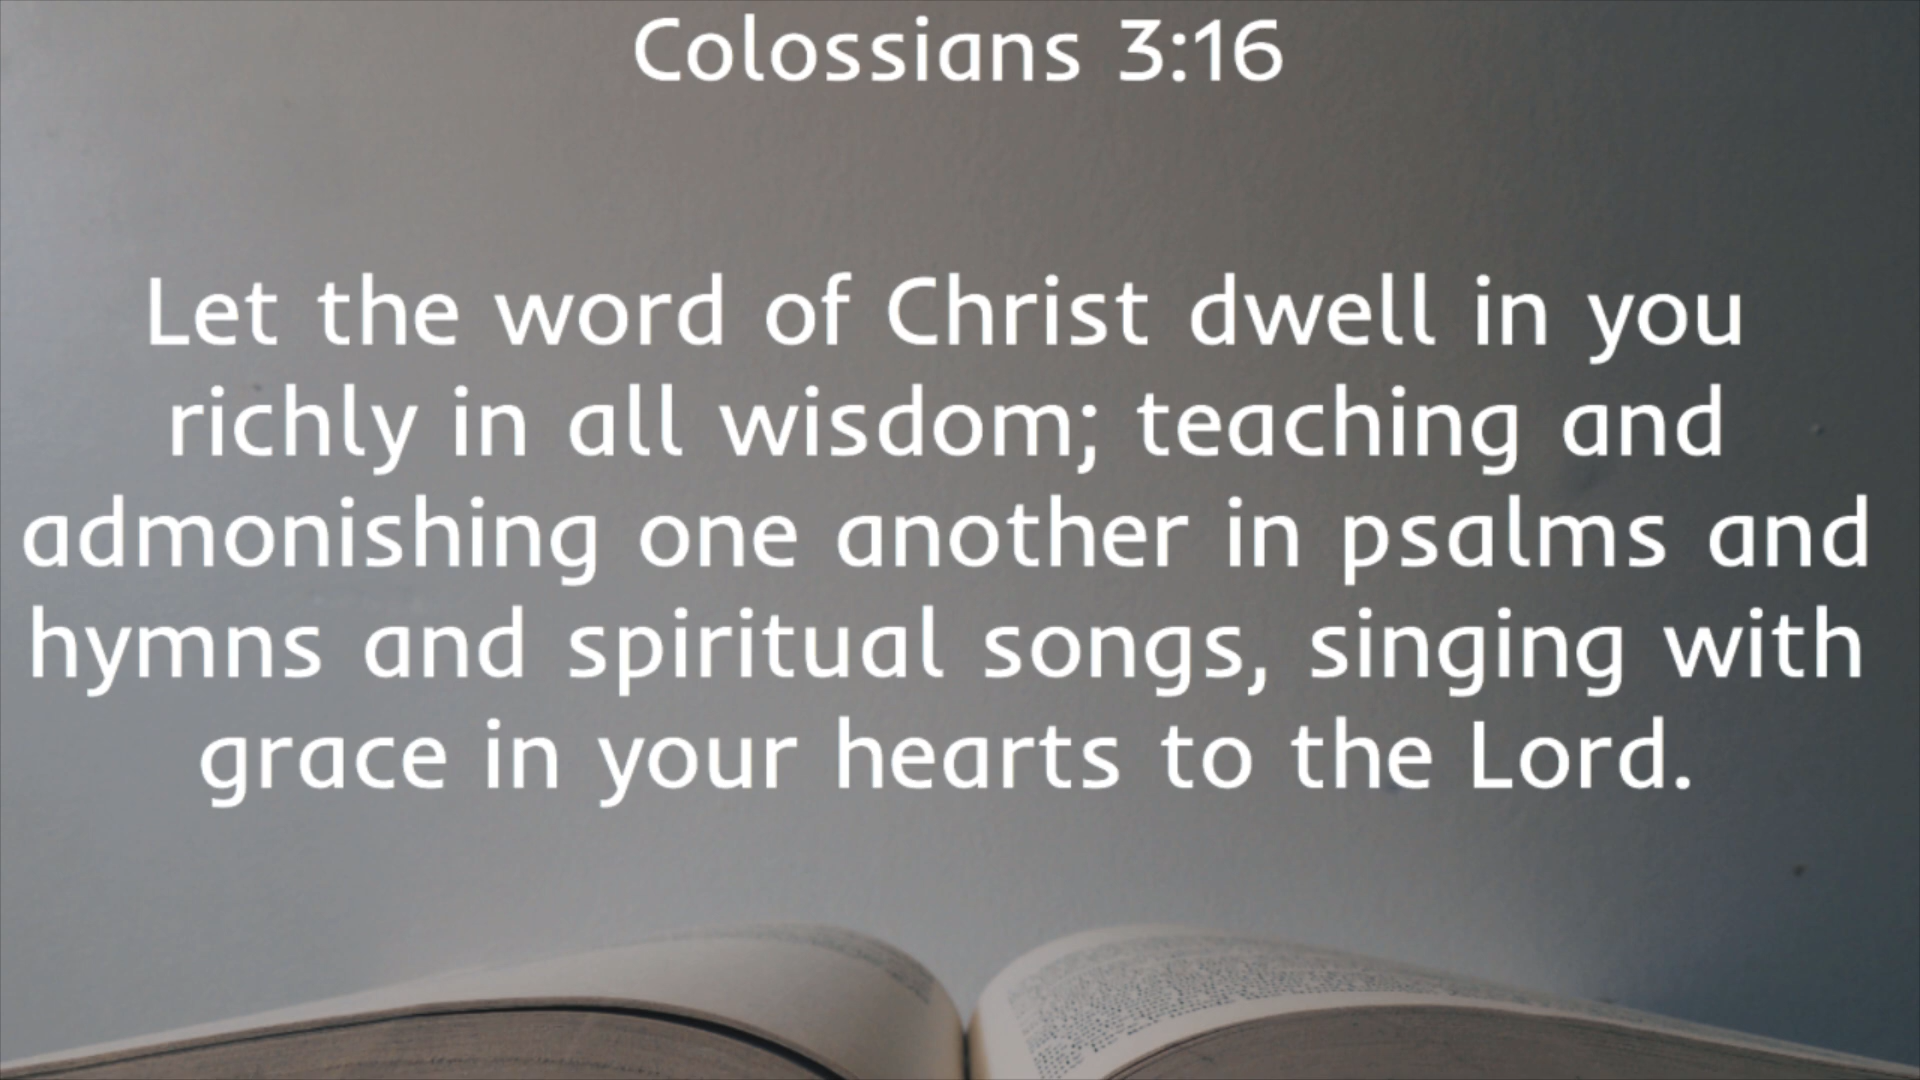 Colossians 3:16
Let the word of Christ dwell in you
richly in all wisdom; teaching and
admonishing one another in psalms and
hymns and spiritual songs, singing with
grace in your hearts to the Lord.